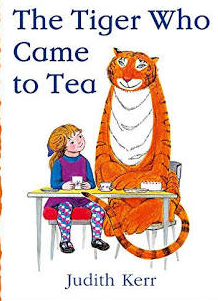 The Tiger Who
Came
to Tea
Judith Kerr